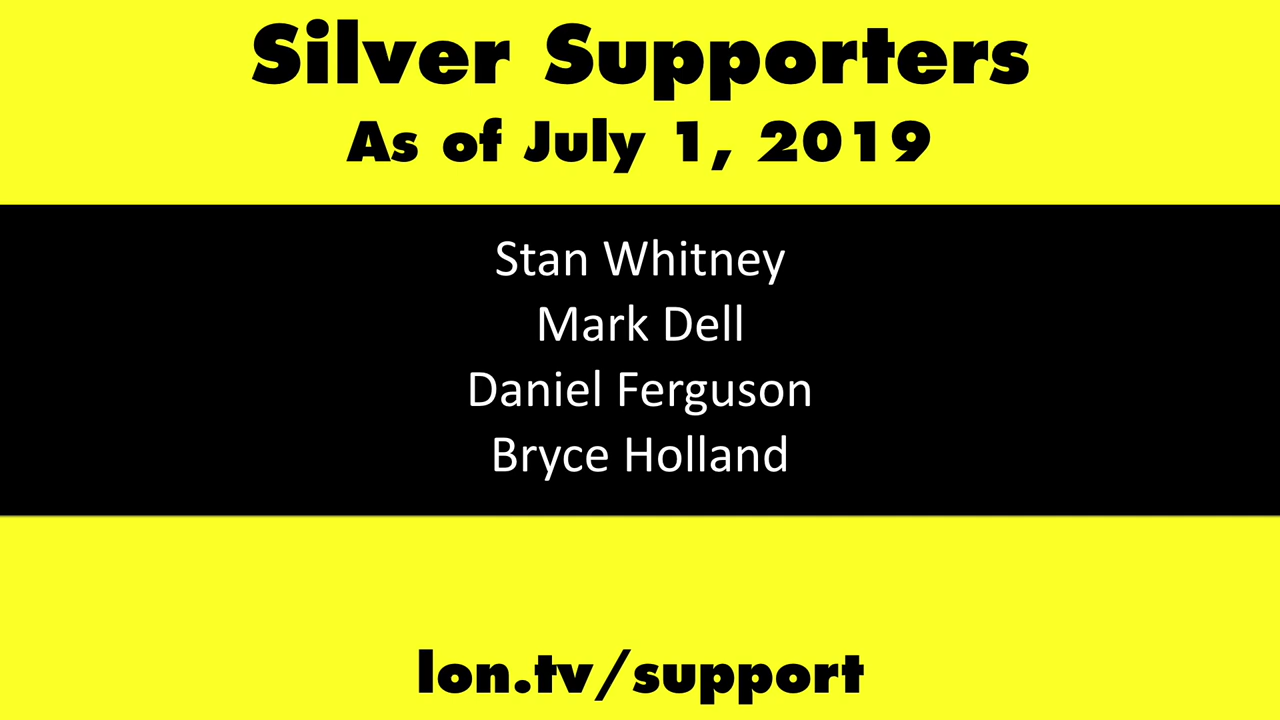 Silver Supporters
As of July 1, 2019
Stan Whitney
Mark Dell
Daniel Ferguson
Bryce Holland
lon.tv/support